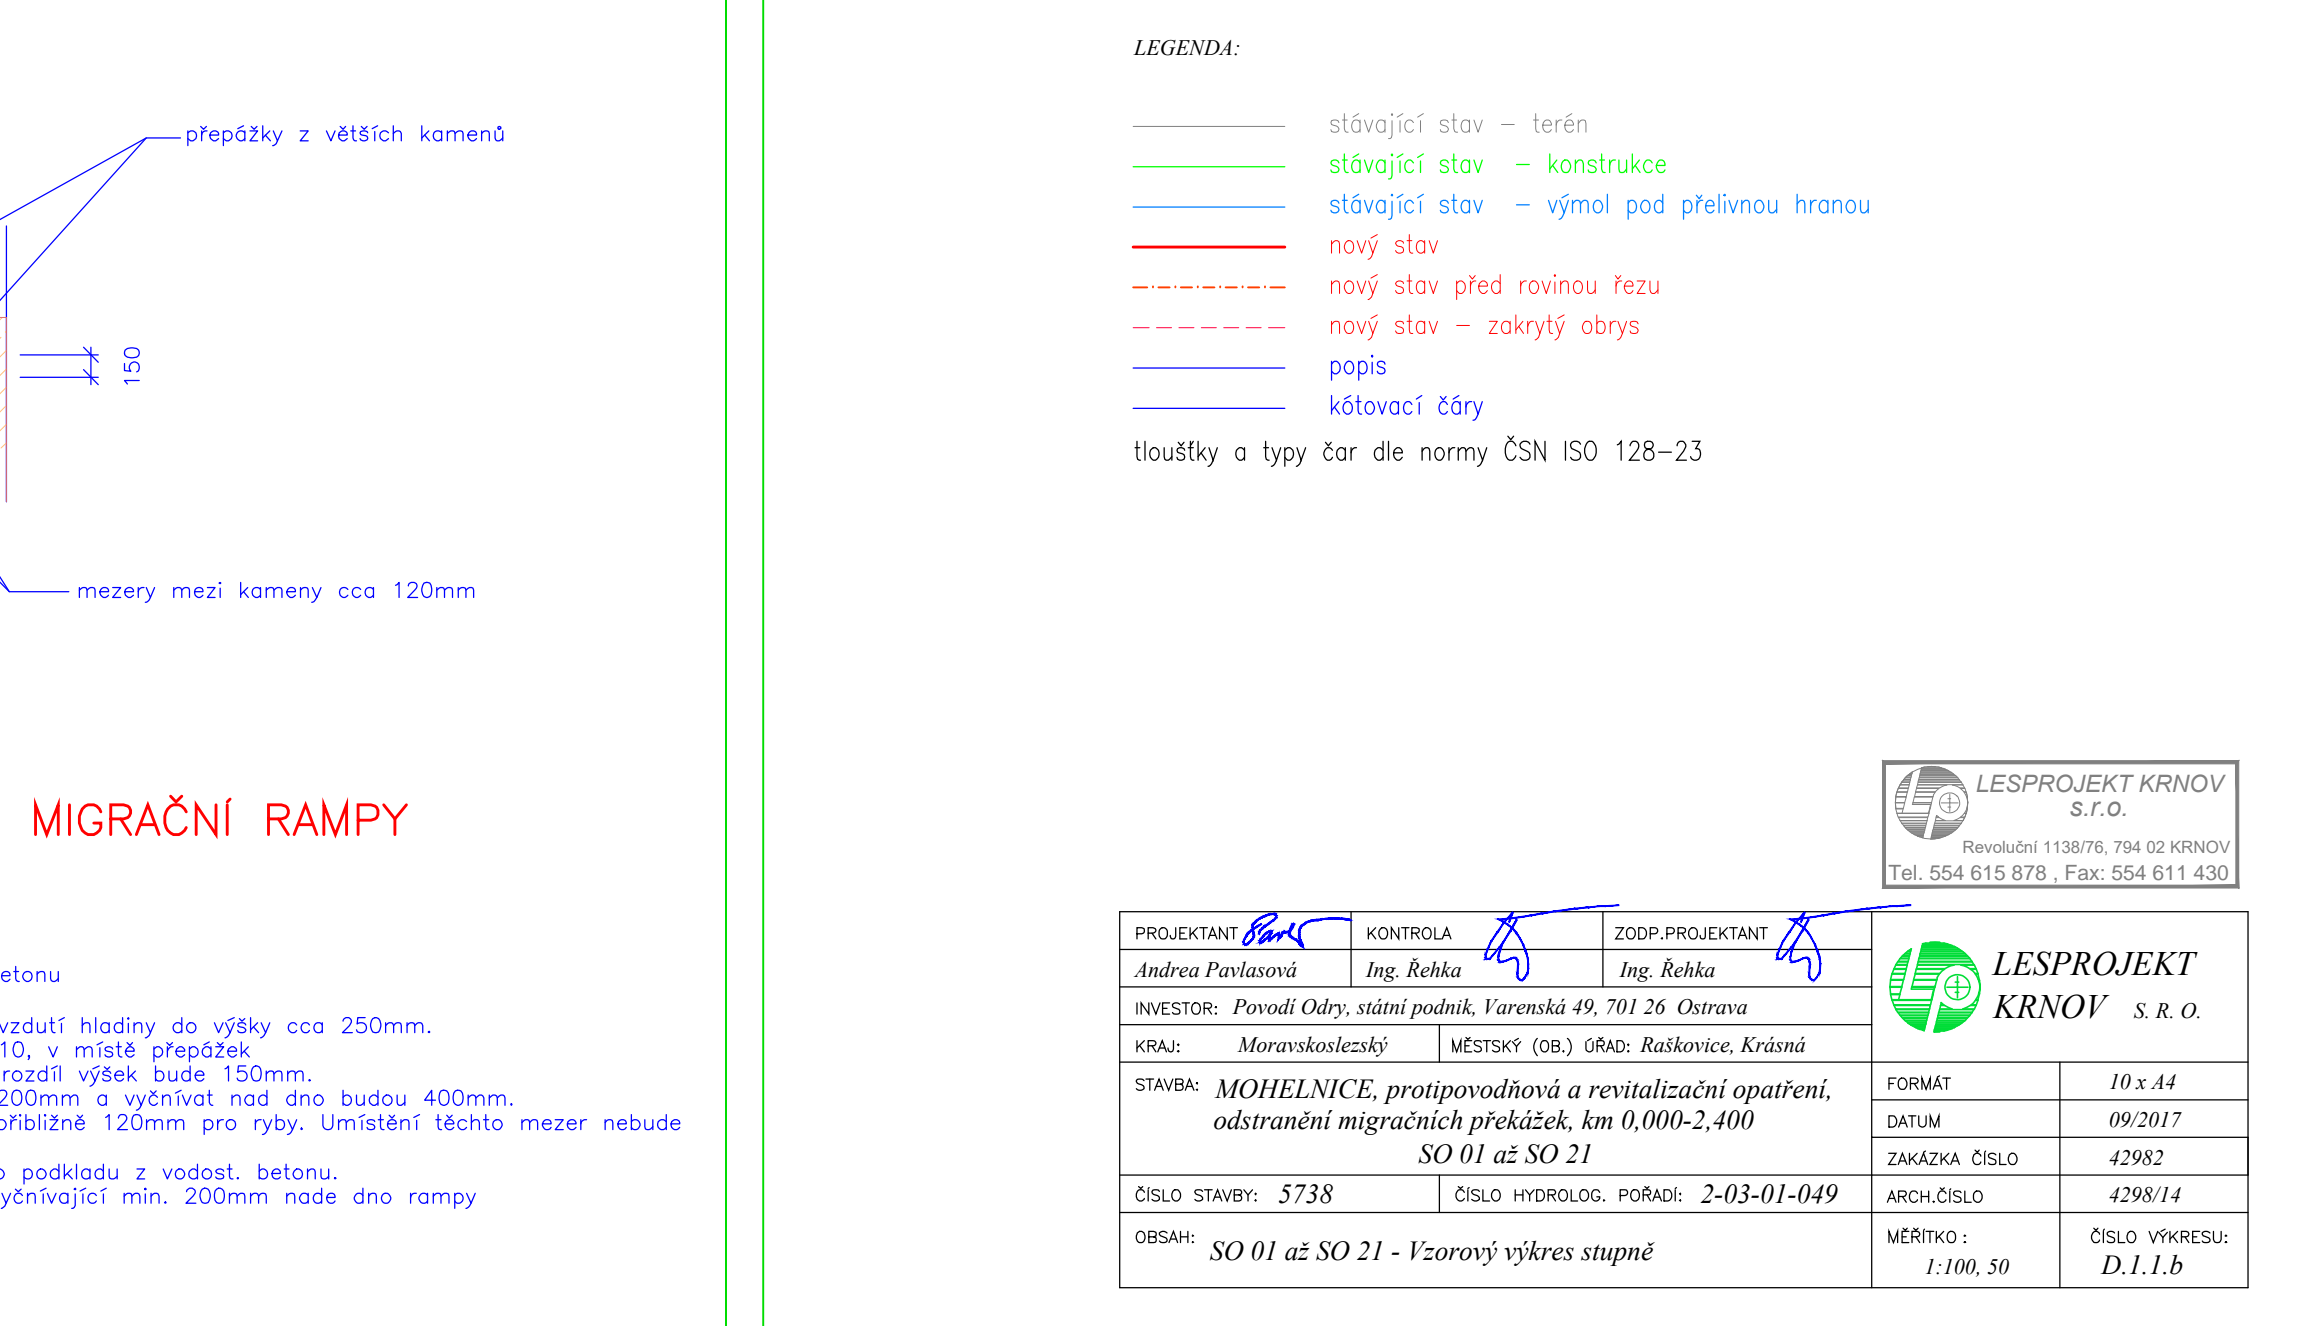 přepážky z větších kamenů
150
mezery mezi kameny cca 120mm
MIGRAČNÍ RAMPY
etonu
vzdutí hladiny do výšky cca 250mm.
10, v místě přepážek
rozdíl výšek bude 150mm.
200mm a vyčnívat nad dno budou 400mm.
přibližně 120mm pro ryby. Umístění těchto mezer nebude
o podkladu z vodost. betonu.
yčnívající min. 200mm nade dno rampy
LEGENDA:
stávající stav – terén
stávající stav – konstrukce
stávající stav – výmol pod přelivnou hranou
nový stav
nový stav před rovinou řezu
nový stav – zakrytý obrys
popis
kótovací čáry
tloušťky a typy čar dle normy ČSN ISO 128–23
LESPROJEKT KRNOV
s.r.o.
Revoluční 1138/76, 794 02 KRNOV
Tel. 554 615 878 , Fax: 554 611 430
PROJEKTANT KONTROLA ZODP.PROJEKTANT
Andrea Pavlasová Ing. Řehka Ing. Řehka
LESPROJEKT
KRNOV S. R. O.
INVESTOR: Povodí Odry, státní podnik, Varenská 49, 701 26 Ostrava
KRAJ: Moravskoslezský MĚSTSKÝ (OB.) ÚŘAD: Raškovice, Krásná
STAVBA: MOHELNICE, protipovodňová a revitalizační opatření,
odstranění migračních překážek, km 0,000-2,400
SO 01 až SO 21
FORMÁT 10 x A4
DATUM 09/2017
ZAKÁZKA ČÍSLO 42982
ČÍSLO STAVBY: 5738 ČÍSLO HYDROLOG. POŘADÍ: 2-03-01-049
ARCH.ČÍSLO 4298/14
OBSAH: SO 01 až SO 21 - Vzorový výkres stupně
MĚŘÍTKO : ČÍSLO VÝKRESU:
1:100, 50 D.1.1.b